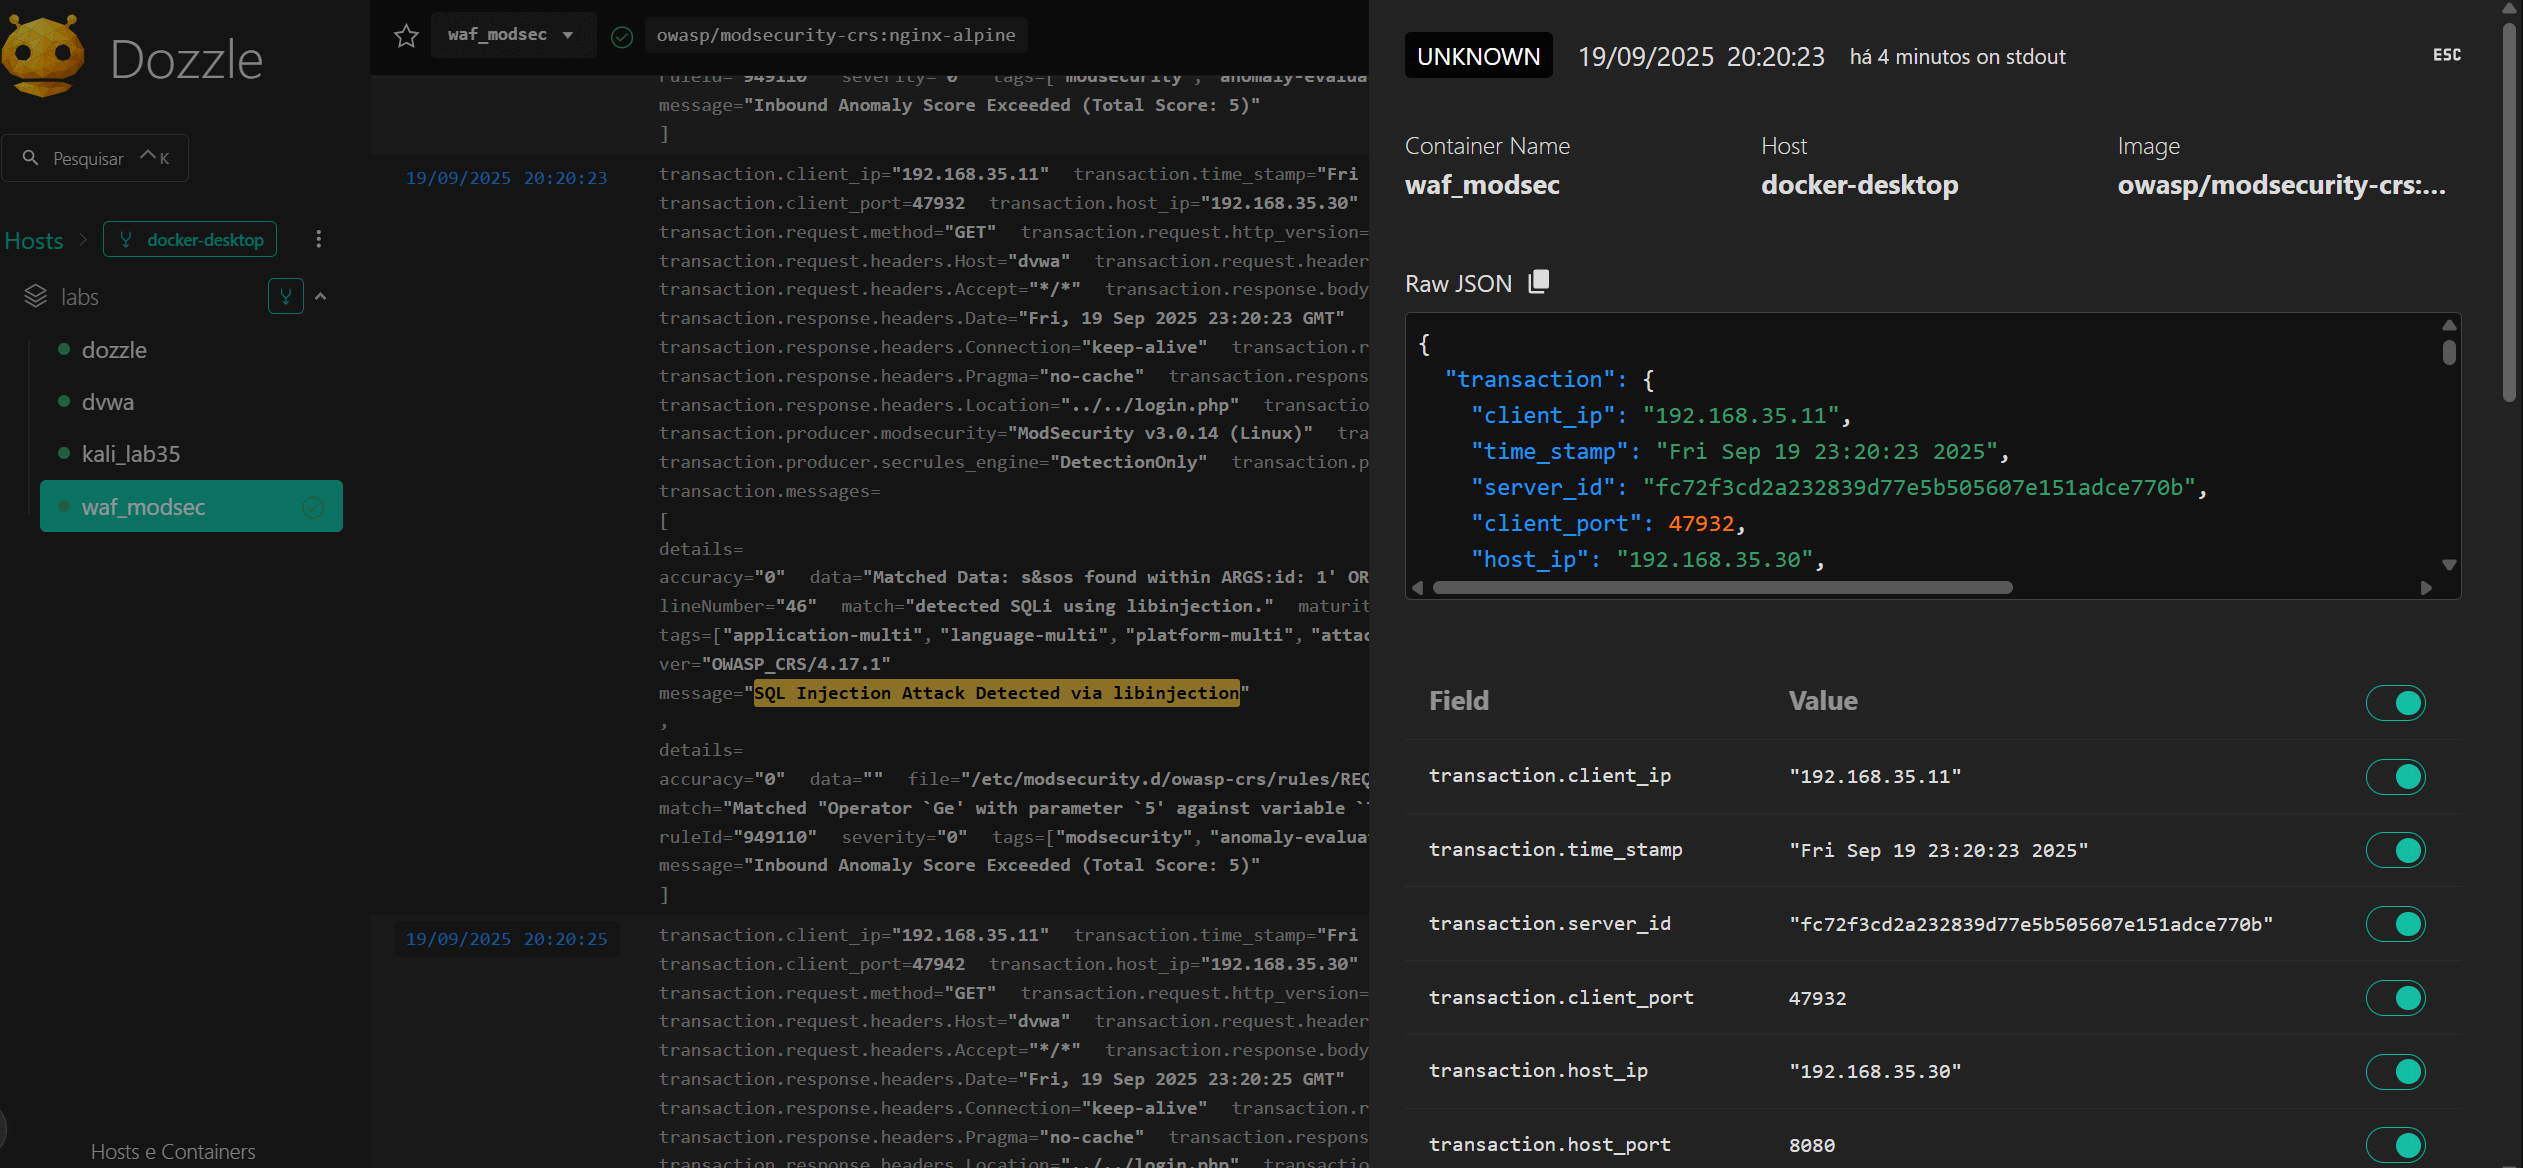 Dozzle
Pesquisar ^ K
Hosts
docker-desktop
labs
dozzle
dvwa
kali_lab35
waf_modsec
Hosts e Containers
waf_modsec
owasp/modsecurity-crs:nginx-alpine
ruleId="949110" severity="0" tags=["modsecurity", "anomaly-evalua
message="Inbound Anomaly Score Exceeded (Total Score: 5)"
]
19/09/2025 20:20:23
transaction.client_ip="192.168.35.11" transaction.time_stamp="Fri
transaction.client_port=47932 transaction.host_ip="192.168.35.30"
transaction.request.method="GET" transaction.request.http_version=
transaction.request.headers.Host="dvwa" transaction.request.header
transaction.request.headers.Accept="*/*" transaction.response.body
transaction.response.headers.Date="Fri, 19 Sep 2025 23:20:23 GMT"
transaction.response.headers.Connection="keep-alive" transaction.r
transaction.response.headers.Pragma="no-cache" transaction.respons
transaction.response.headers.Location="../../login.php" transactio
transaction.producer.modsecurity="ModSecurity v3.0.14 (Linux)" tra
transaction.producer.secrules_engine="DetectionOnly" transaction.p
transaction.messages=
[
details=
accuracy="0" data="Matched Data: s&sos found within ARGS:id: 1' OR
lineNumber="46" match="detected SQLi using libinjection." maturit
tags=["application-multi", "language-multi", "platform-multi", "attac
ver="OWASP_CRS/4.17.1"
message="SQL Injection Attack Detected via libinjection"
,
details=
accuracy="0" data="" file="/etc/modsecurity.d/owasp-crs/rules/REQ
match="Matched "Operator `Ge' with parameter `5' against variable `T
ruleId="949110" severity="0" tags=["modsecurity", "anomaly-evalua
message="Inbound Anomaly Score Exceeded (Total Score: 5)"
]
19/09/2025 20:20:25
transaction.client_ip="192.168.35.11" transaction.time_stamp="Fri
transaction.client_port=47942 transaction.host_ip="192.168.35.30"
transaction.request.method="GET" transaction.request.http_version=
transaction.request.headers.Host="dvwa" transaction.request.header
transaction.request.headers.Accept="*/*" transaction.response.body
transaction.response.headers.Date="Fri, 19 Sep 2025 23:20:25 GMT"
transaction.response.headers.Connection="keep-alive" transaction.r
transaction.response.headers.Pragma="no-cache" transaction.respons
transaction.response.headers.Location="../../login.php" transactio
UNKNOWN 19/09/2025 20:20:23 há 4 minutos on stdout
ESC
Container Name Host Image
waf_modsec docker-desktop owasp/modsecurity-crs:...
Raw JSON
{
"transaction": {
"client_ip": "192.168.35.11",
"time_stamp": "Fri Sep 19 23:20:23 2025",
"server_id": "fc72f3cd2a232839d77e5b505607e151adce770b",
"client_port": 47932,
"host_ip": "192.168.35.30",
Field Value
transaction.client_ip "192.168.35.11"
transaction.time_stamp "Fri Sep 19 23:20:23 2025"
transaction.server_id "fc72f3cd2a232839d77e5b505607e151adce770b"
transaction.client_port 47932
transaction.host_ip "192.168.35.30"
transaction.host_port 8080